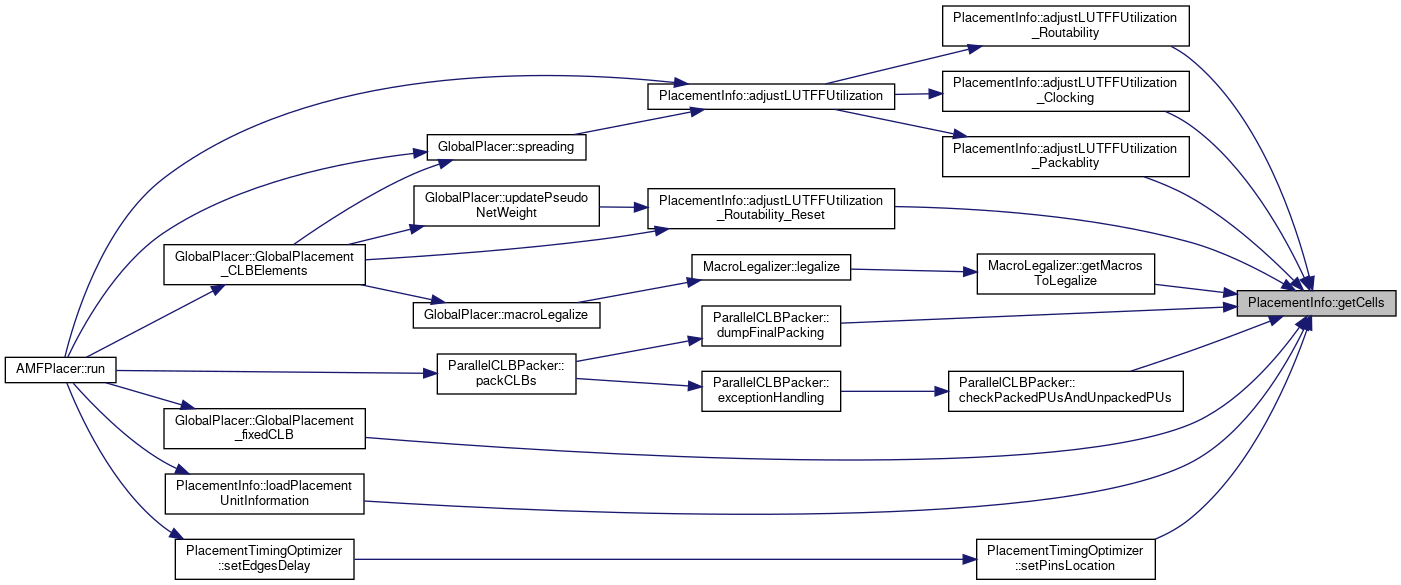 PlacementInfo::adjustLUTFFUtilization
_Routability
PlacementInfo::adjustLUTFFUtilization
_Clocking
PlacementInfo::adjustLUTFFUtilization
PlacementInfo::adjustLUTFFUtilization
_Packablity
GlobalPlacer::spreading
GlobalPlacer::updatePseudo
NetWeight
PlacementInfo::adjustLUTFFUtilization
_Routability_Reset
GlobalPlacer::GlobalPlacement
_CLBElements
MacroLegalizer::legalize
MacroLegalizer::getMacros
ToLegalize
PlacementInfo::getCells
GlobalPlacer::macroLegalize
ParallelCLBPacker::
dumpFinalPacking
AMFPlacer::run
ParallelCLBPacker::
packCLBs
ParallelCLBPacker::
exceptionHandling
ParallelCLBPacker::
checkPackedPUsAndUnpackedPUs
GlobalPlacer::GlobalPlacement
_fixedCLB
PlacementInfo::loadPlacement
UnitInformation
PlacementTimingOptimizer
::setEdgesDelay
PlacementTimingOptimizer
::setPinsLocation